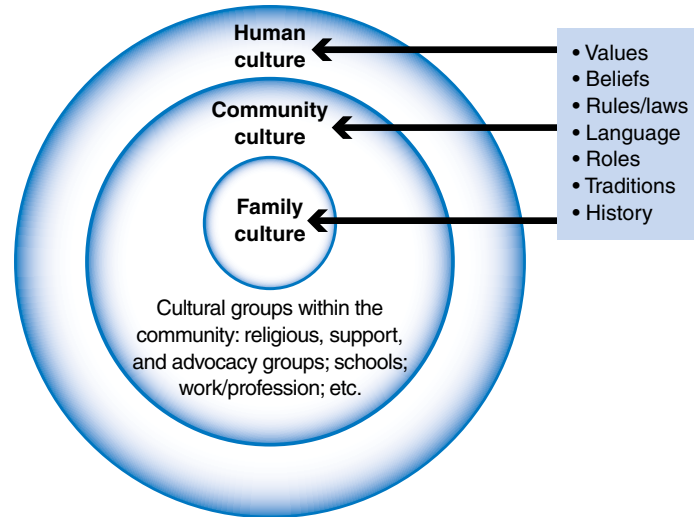 Human
culture
Community
culture
Family
culture
Cultural groups within the
community: religious, support,
and advocacy groups; schools;
work/profession; etc.
• Values
• Beliefs
• Rules/laws
• Language
• Roles
• Traditions
• History